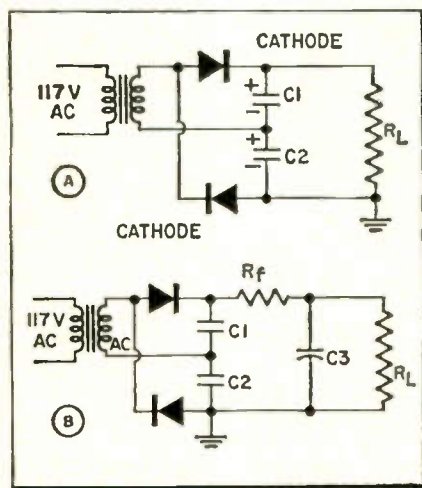 CATHODE
117V
AC
+
C1
-
+
C2
-
RL
A
CATHODE
Rf
117V
AC
AC
C1
C2
C3
RL
B